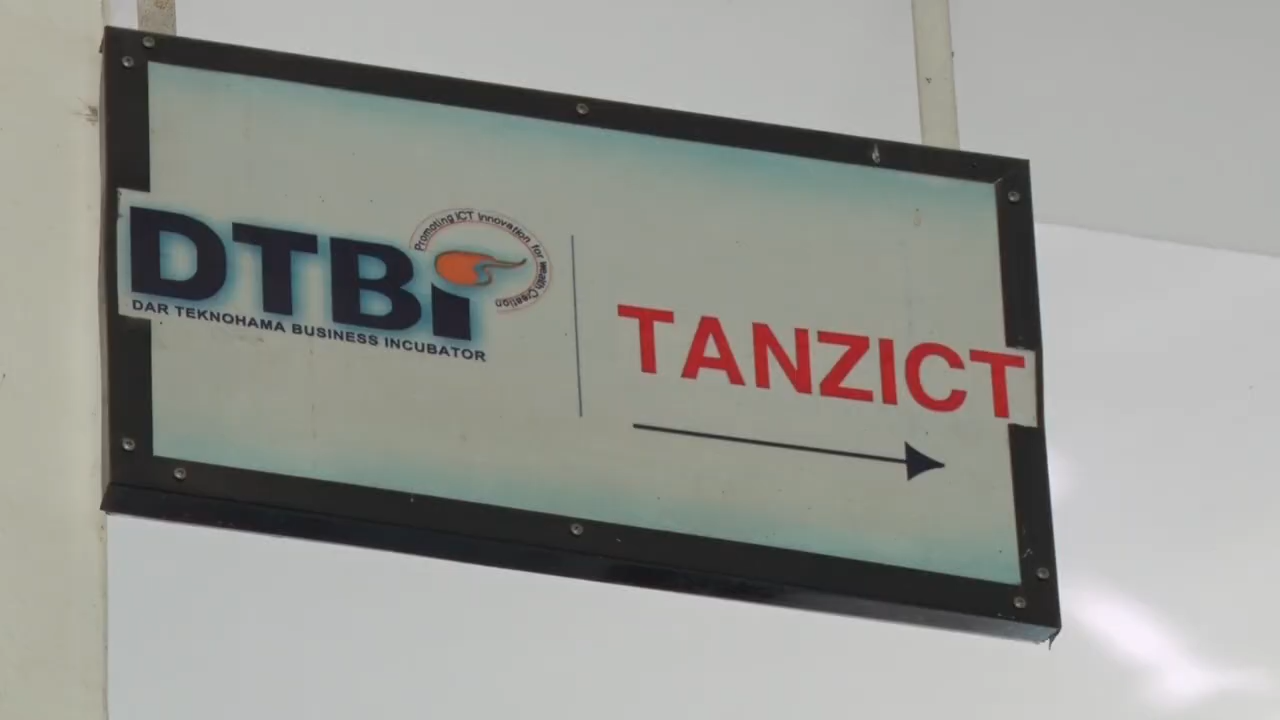 DTBi
Promoting ICT Innovation for Wealth Creation
DAR TEKNOHAMA BUSINESS INCUBATOR
TANZICT